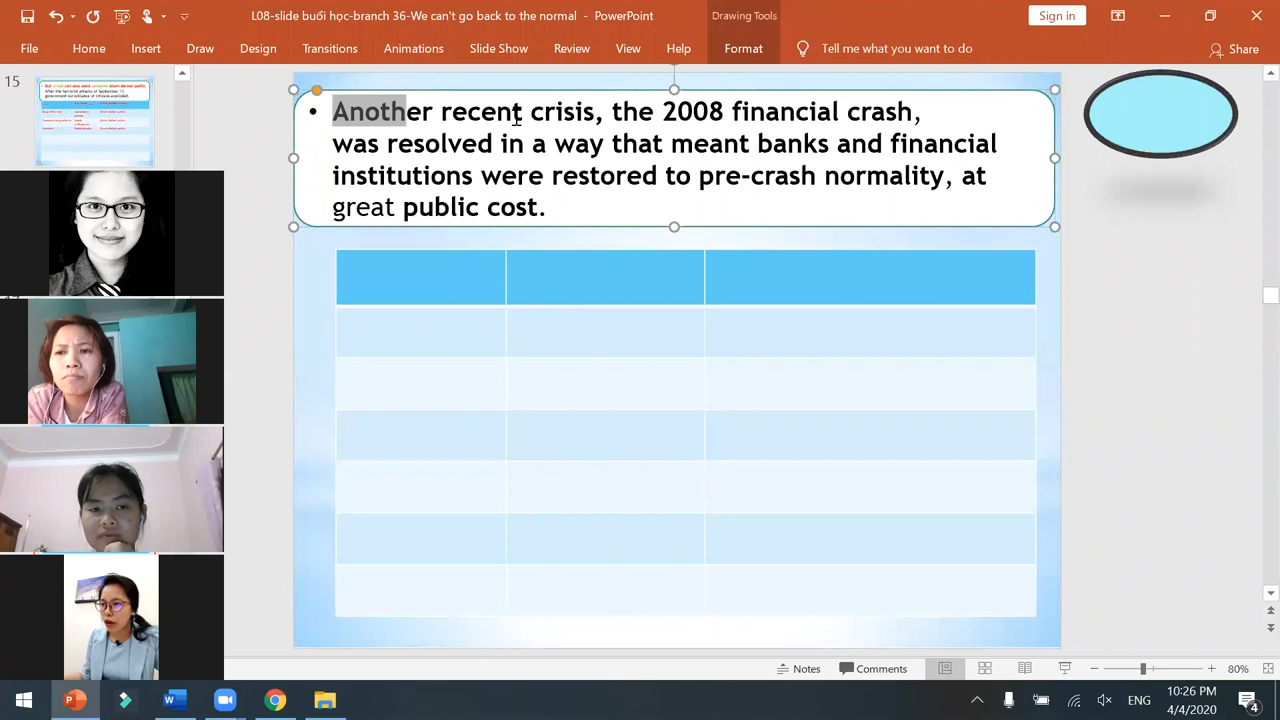 L08-slide buổi học-branch 36-We can't go back to the normal - PowerPoint
Drawing Tools
Sign in
File
Home
Insert
Draw
Design
Transitions
Animations
Slide Show
Review
View
Help
Format
Tell me what you want to do
Share
15
• Another recent crisis, the 2008 financial crash,
was resolved in a way that meant banks and financial
institutions were restored to pre-crash normality, at
great public cost.
Notes
Comments
80%
ENG
10:26 PM
4/4/2020
4